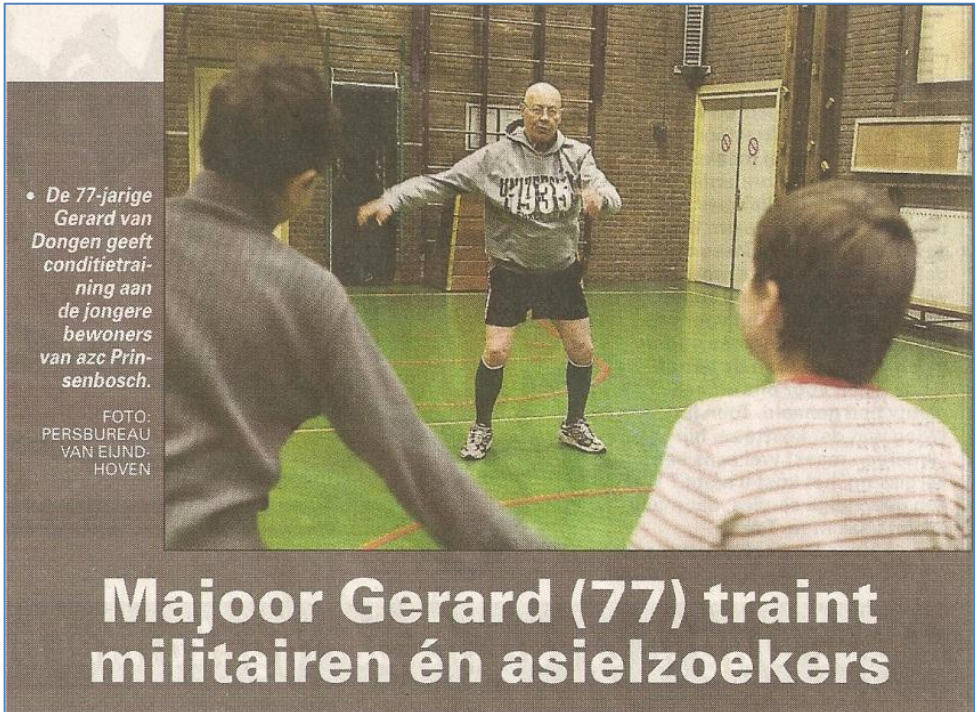 • De 77-jarige
Gerard van
Dongen geeft
conditietrai-
ning aan
de jongere
bewoners
van azc Prin-
senbosch.
FOTO:
PERSBUREAU
VAN EIJND-
HOVEN
1933
Majoor Gerard (77) traint
militairen én asielzoekers